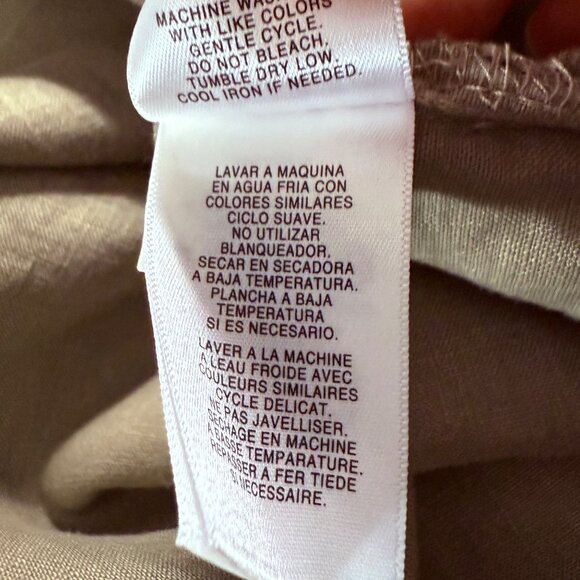 MACHINE WAS
WITH LIKE COLORS
GENTLE CYCLE.
DO NOT BLEACH,
TUMBLE DRY LOW.
COOL IRON IF NEEDED.
LAVAR A MAQUINA
EN AGUA FRIA CON
COLORES SIMILARES
CICLO SUAVE.
NO UTILIZAR
BLANQUEADOR.
SECAR EN SECADORA
A BAJA TEMPERATURA.
PLANCHA A BAJA
TEMPERATURA
SI ES NECESARIO.
LAVER A LA MACHINE
A LEAU FROIDE AVEC
COULEURS SIMILAIRES
CYCLE DELICAT.
NE PAS JAVELLISER.
SECHAGE EN MACHINE
TEMPARATURE.
REPASSER A FER TIEDE
SI NECESSAIRE.